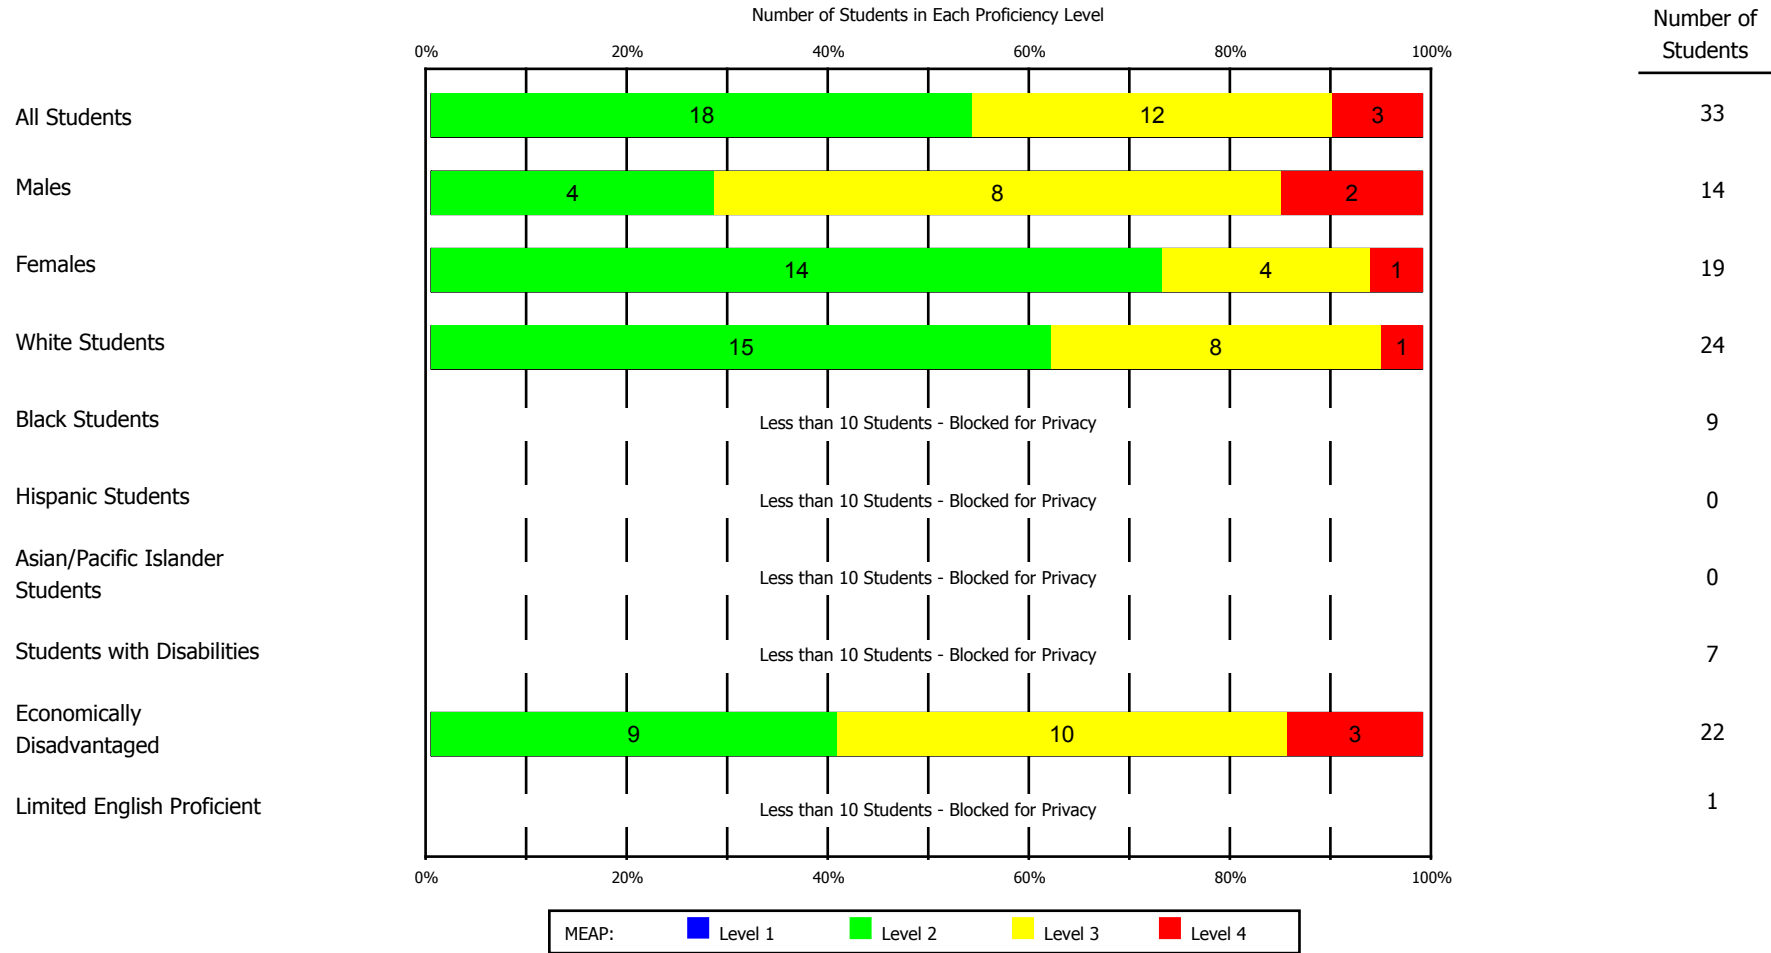 Number of Students in Each Proficiency Level
Number of
Students
0% 20% 40% 60% 80% 100%
All Students 18 12 3 33
Males 4 8 2 14
Females 14 4 1 19
White Students 15 8 1 24
Black Students Less than 10 Students - Blocked for Privacy 9
Hispanic Students Less than 10 Students - Blocked for Privacy 0
Asian/Pacific Islander
Students Less than 10 Students - Blocked for Privacy 0
Students with Disabilities Less than 10 Students - Blocked for Privacy 7
Economically
Disadvantaged 9 10 3 22
Limited English Proficient Less than 10 Students - Blocked for Privacy 1
0% 20% 40% 60% 80% 100%
MEAP: Level 1 Level 2 Level 3 Level 4